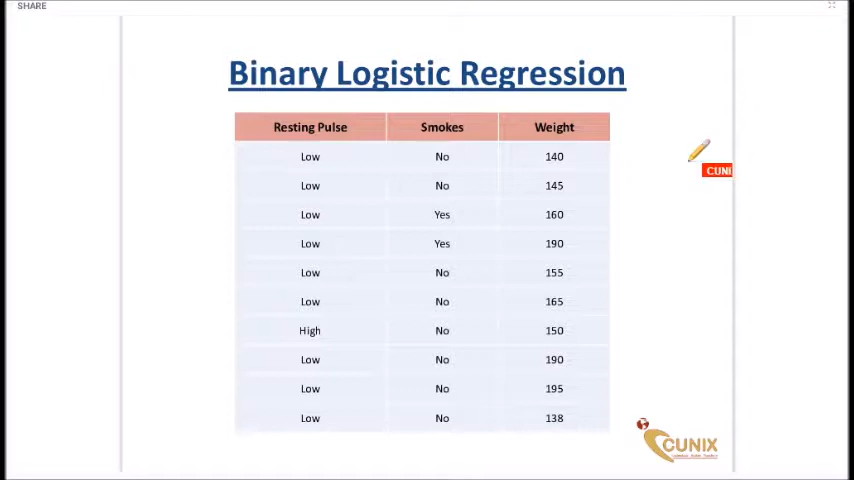 SHARE
Binary Logistic Regression
Resting Pulse Smokes Weight
Low No 140
Low No 145
Low Yes 160
Low Yes 190
Low No 155
Low No 165
High No 150
Low No 190
Low No 195
Low No 138
CUNI
CUNIX